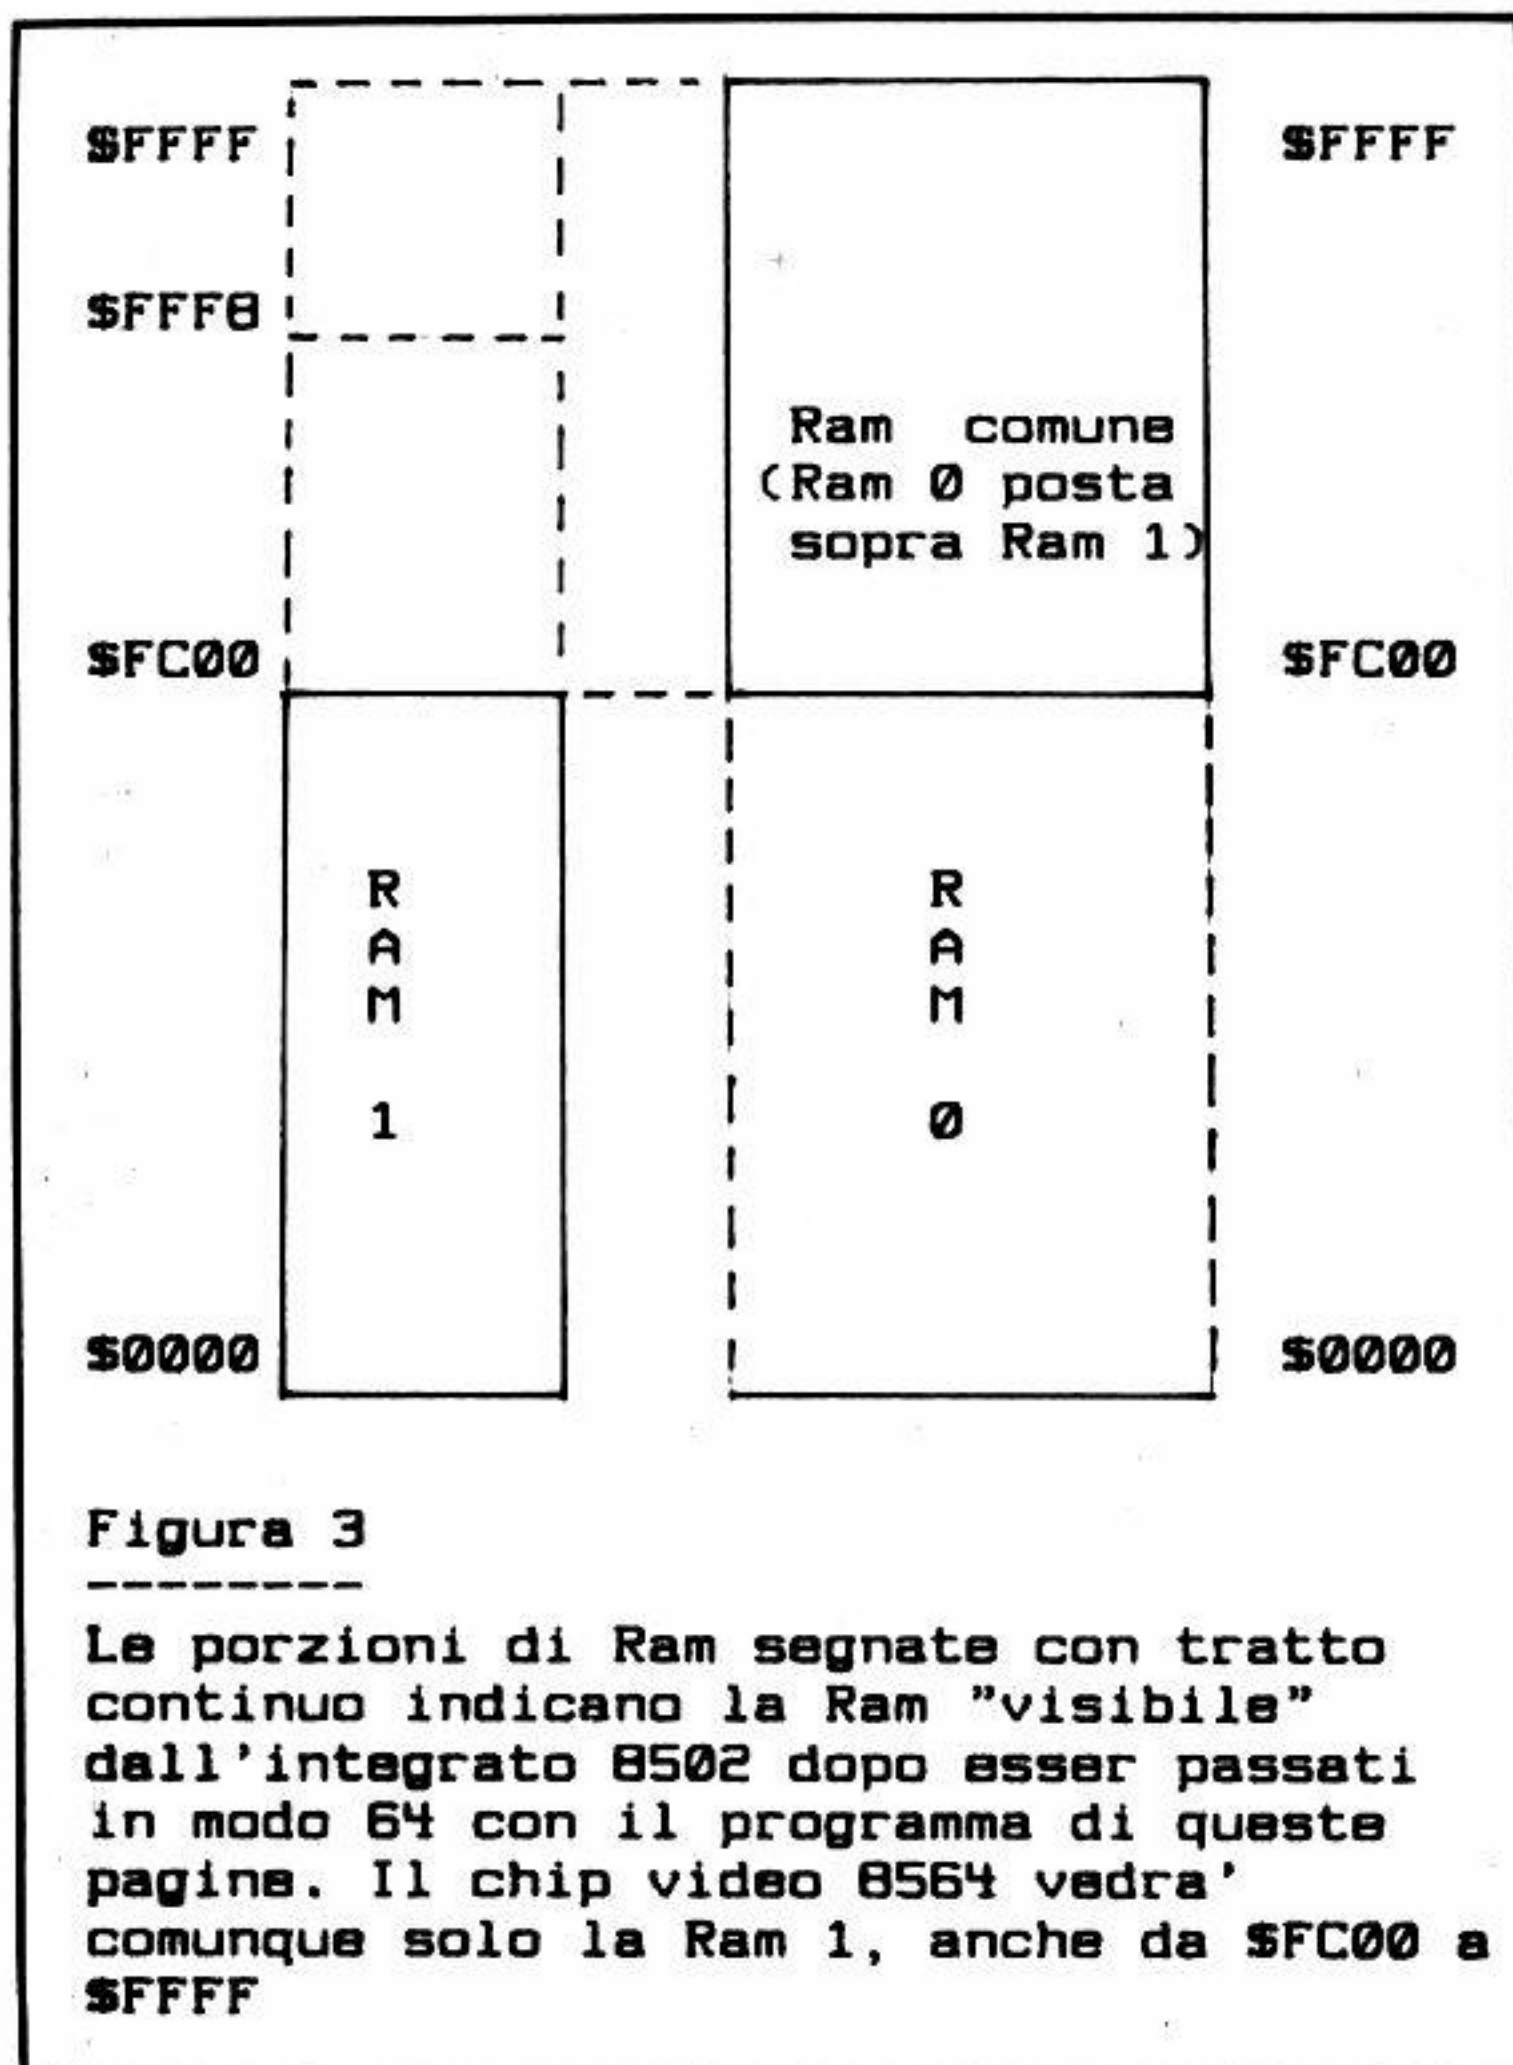 $FFFF $FFFF
$FFF8
Ram comune
(Ram 0 posta
sopra Ram 1)
$FC00 $FC00
R R
A A
M M
1 0
$0000 $0000
Figura 3
---------
Le porzioni di Ram segnate con tratto
continuo indicano la Ram "visibile"
dall'integrato 8502 dopo esser passati
in modo 64 con il programma di queste
pagine. Il chip video 8564 vedra'
comunque solo la Ram 1, anche da $FC00 a
$FFFF